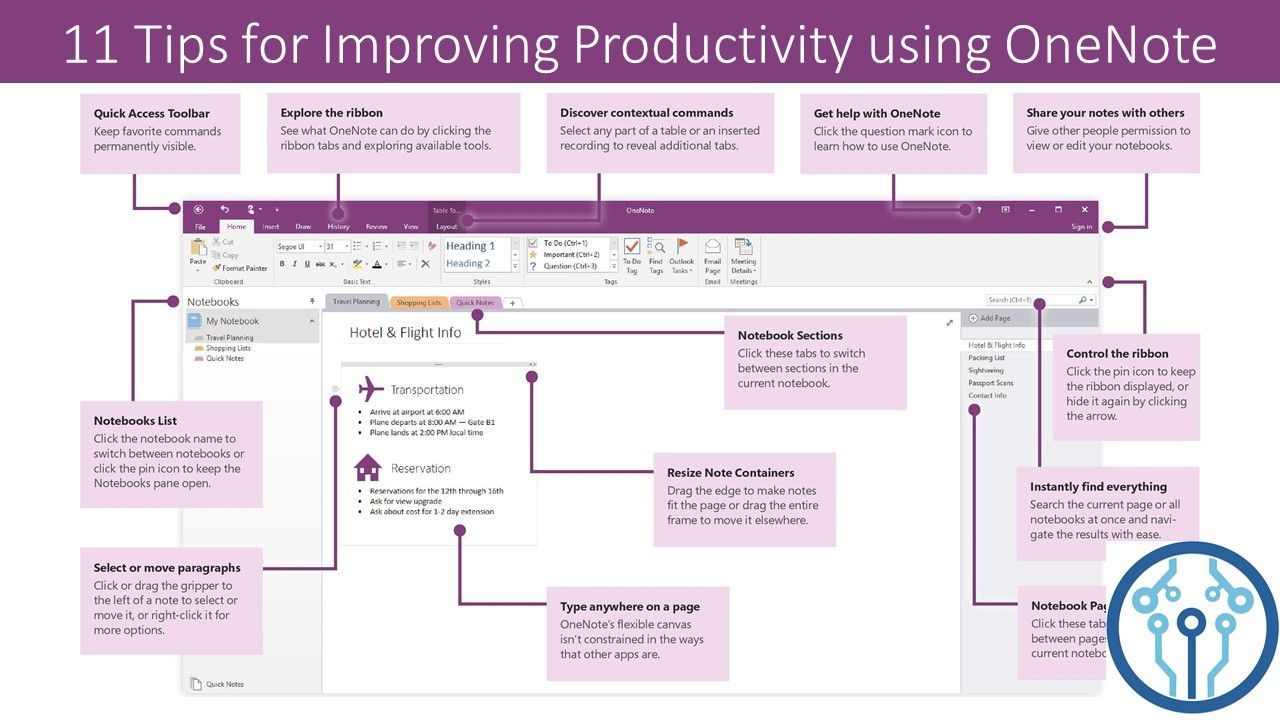 11 Tips for Improving Productivity using OneNote
Quick Access Toolbar
Keep favorite commands
permanently visible.
Explore the ribbon
See what OneNote can do by clicking the
ribbon tabs and exploring available tools.
Discover contextual commands
Select any part of a table or an inserted
recording to reveal additional tabs.
Get help with OneNote
Click the question mark icon to
learn how to use OneNote.
Share your notes with others
Give other people permission to
view or edit your notebooks.
Table To...
OneNote
?
File Home Insert Draw History Review View Layout
Sign in
Paste
Cut
Copy
Format Painter
Clipboard
Segoe UI 31
B I U abc X₂ A
Basic Text
Heading 1
Heading 2
Styles
To Do (Ctrl+1)
Important (Ctrl+2)
? Question (Ctrl+3)
To Do
Tag
Find
Tags
Outlook
Tasks
Tags
Email
Page
Email
Meeting
Details
Meetings
Notebooks
My Notebook
Travel Planning
Shopping Lists
Quick Notes
Travel Planning Shopping Lists Quick Notes +
Search (Ctrl+E)
Hotel & Flight Info
Transportation
• Arrive at airport at 6:00 AM
• Plane departs at 8:00 AM — Gate B1
• Plane lands at 2:00 PM local time
Reservation
• Reservations for the 12th through 16th
• Ask for view upgrade
• Ask about cost for 1-2 day extension
Add Page
Hotel & Flight Info
Packing List
Sightseeing
Passport Scans
Contact Info
Notebook Sections
Click these tabs to switch
between sections in the
current notebook.
Control the ribbon
Click the pin icon to keep
the ribbon displayed, or
hide it again by clicking
the arrow.
Notebooks List
Click the notebook name to
switch between notebooks or
click the pin icon to keep the
Notebooks pane open.
Resize Note Containers
Drag the edge to make notes
fit the page or drag the entire
frame to move it elsewhere.
Instantly find everything
Search the current page or all
notebooks at once and navi-
gate the results with ease.
Select or move paragraphs
Click or drag the gripper to
the left of a note to select or
move it, or right-click it for
more options.
Type anywhere on a page
OneNote's flexible canvas
isn't constrained in the ways
that other apps are.
Notebook
Click these
between
current
Quick Notes